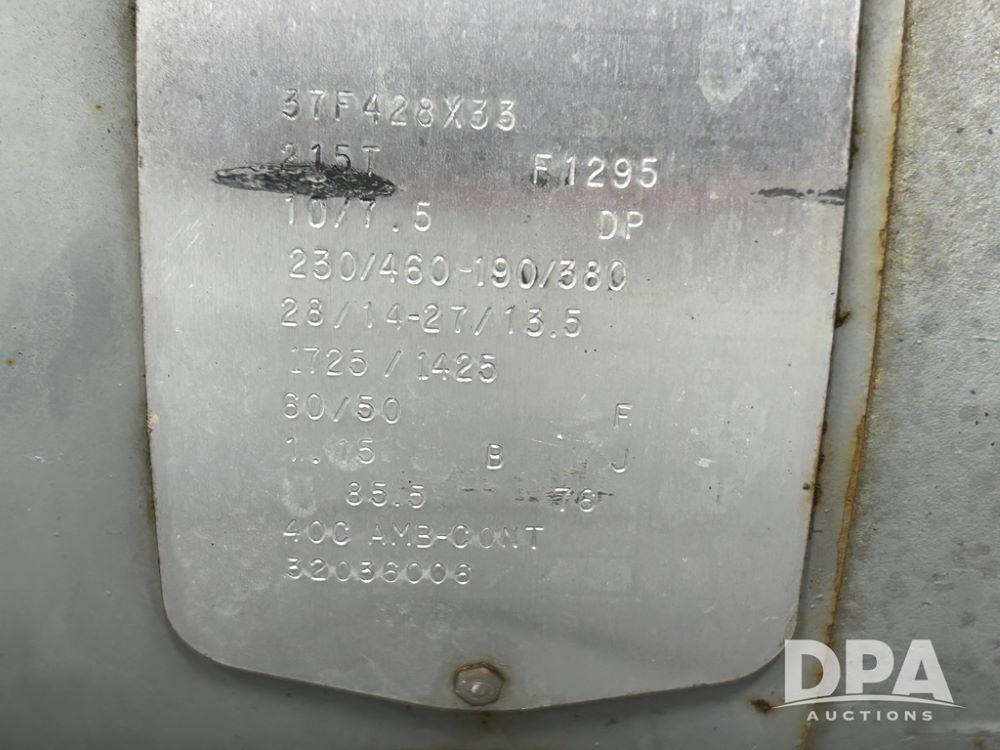 37F428X33
215T F1295
10/7.5 DP
230/460-190/380
28/14-27/13.5
1725/1425
60/50 F
1.15 B J
85.5 78
40C AMB-CONT
32036006
DPA
AUCTIONS